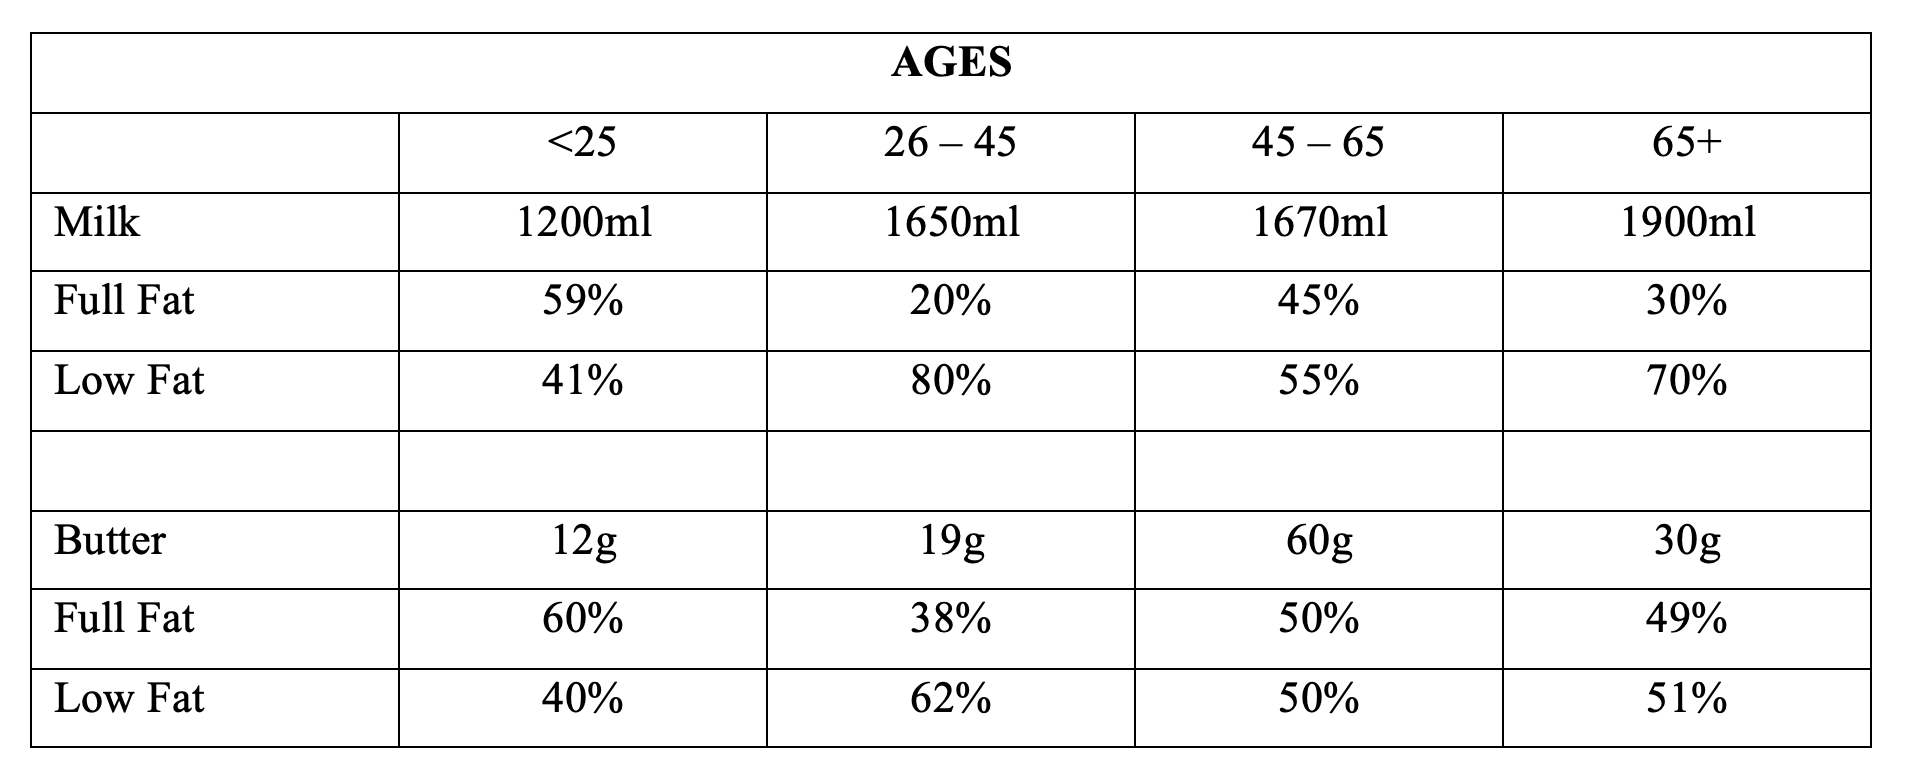 AGES
<25 26 – 45 45 – 65 65+
Milk 1200ml 1650ml 1670ml 1900ml
Full Fat 59% 20% 45% 30%
Low Fat 41% 80% 55% 70%
Butter 12g 19g 60g 30g
Full Fat 60% 38% 50% 49%
Low Fat 40% 62% 50% 51%